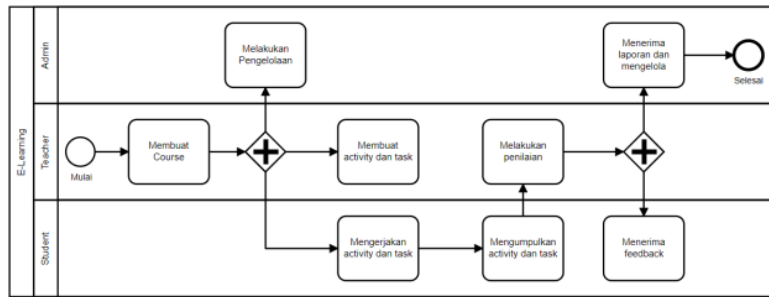 E-Learning
Admin
Melakukan
Pengelolaan
Menerima
laporan dan
mengelola
Selesai
Teacher
Mulai
Membuat
Course
Membuat
activity dan task
Melakukan
penilaian
Student
Mengerjakan
activity dan task
Mengumpulkan
activity dan task
Menerima
feedback